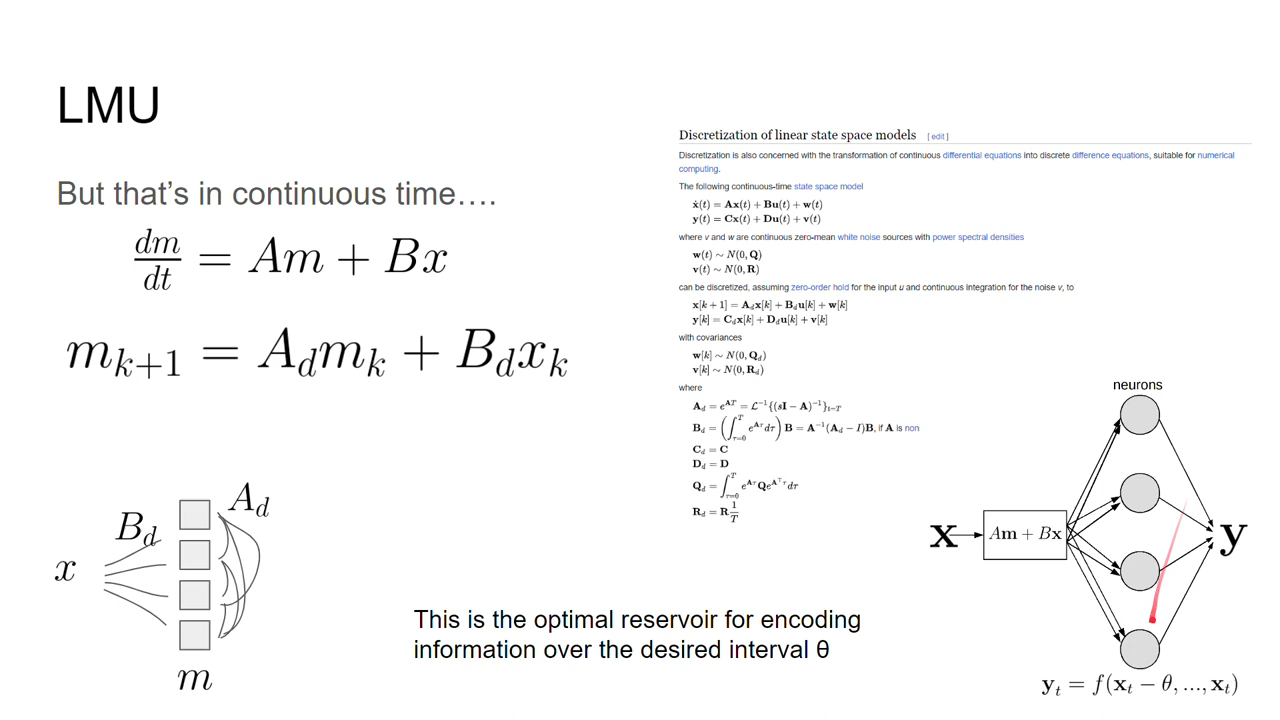 LMU
But that's in continuous time….
dm/dt = Am + Bx
m_{k+1} = A_d m_k + B_d x_k
Discretization of linear state space models [ edit ]
Discretization is also concerned with the transformation of continuous differential equations into discrete difference equations, suitable for numerical
computing.
The following continuous-time state space model
ẋ(t) = Ax(t) + Bu(t) + w(t)
y(t) = Cx(t) + Du(t) + v(t)
where v and w are continuous zero-mean white noise sources with power spectral densities
w(t) ∼ N(0, Q)
v(t) ∼ N(0, R)
can be discretized, assuming zero-order hold for the input u and continuous integration for the noise v, to
x[k + 1] = A_d x[k] + B_d u[k] + w[k]
y[k] = C_d x[k] + D_d u[k] + v[k]
with covariances
w[k] ∼ N(0, Q_d)
v[k] ∼ N(0, R_d)
where
A_d = e^{AT} = ℒ^{-1}{(sI − A)^{-1}}_{t=T}
B_d = (∫_{τ=0}^{T} e^{Aτ} dτ) B = A^{-1}(A_d − I)B, if A is non
C_d = C
D_d = D
Q_d = ∫_{τ=0}^{T} e^{Aτ} Q e^{A^⊤τ} dτ
R_d = R 1/T
B_d
A_d
x
m
This is the optimal reservoir for encoding
information over the desired interval θ
neurons
x
Am + Bx
y
y_t = f(x_t − θ, ..., x_t)